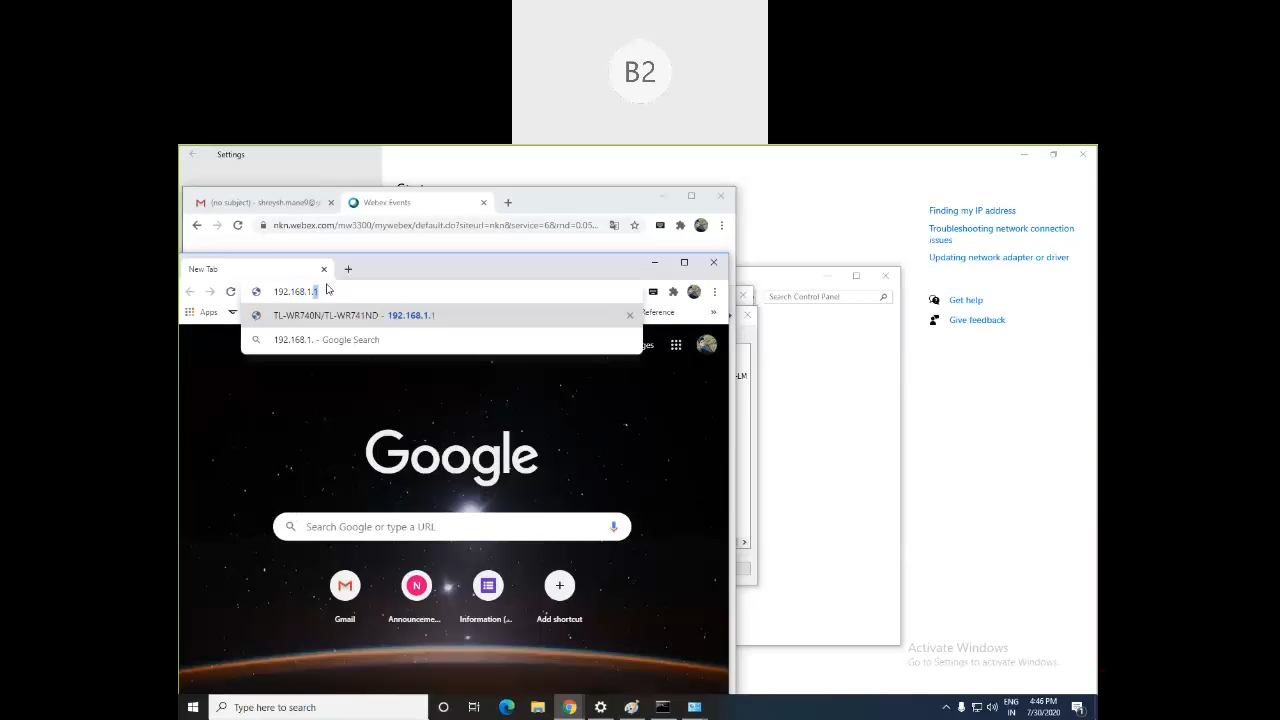 B2
Settings
(no subject) - shreysh.mane9@g
Webex Events
nkn.webex.com/mw3300/mywebex/default.do?siteurl=nkn&service=6&rnd=0.05...
Finding my IP address
Troubleshooting network connection
issues
Updating network adapter or driver
Get help
Give feedback
New Tab
192.168.1.1
Apps
Reference
TL-WR740N/TL-WR741ND - 192.168.1.1
192.168.1. - Google Search
Search Control Panel
ges
-LM
Google
Search Google or type a URL
Gmail
Announceme...
Information (...
Add shortcut
Activate Windows
Go to Settings to activate Windows.
Type here to search
ENG
IN
4:46 PM
7/30/2020
1